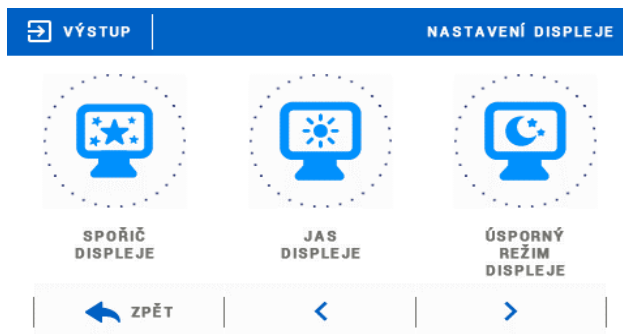 VÝSTUP
NASTAVENÍ DISPLEJE
SPOŘIČ
DISPLEJE
JAS
DISPLEJE
ÚSPORNÝ
REŽIM
DISPLEJE
ZPĚT